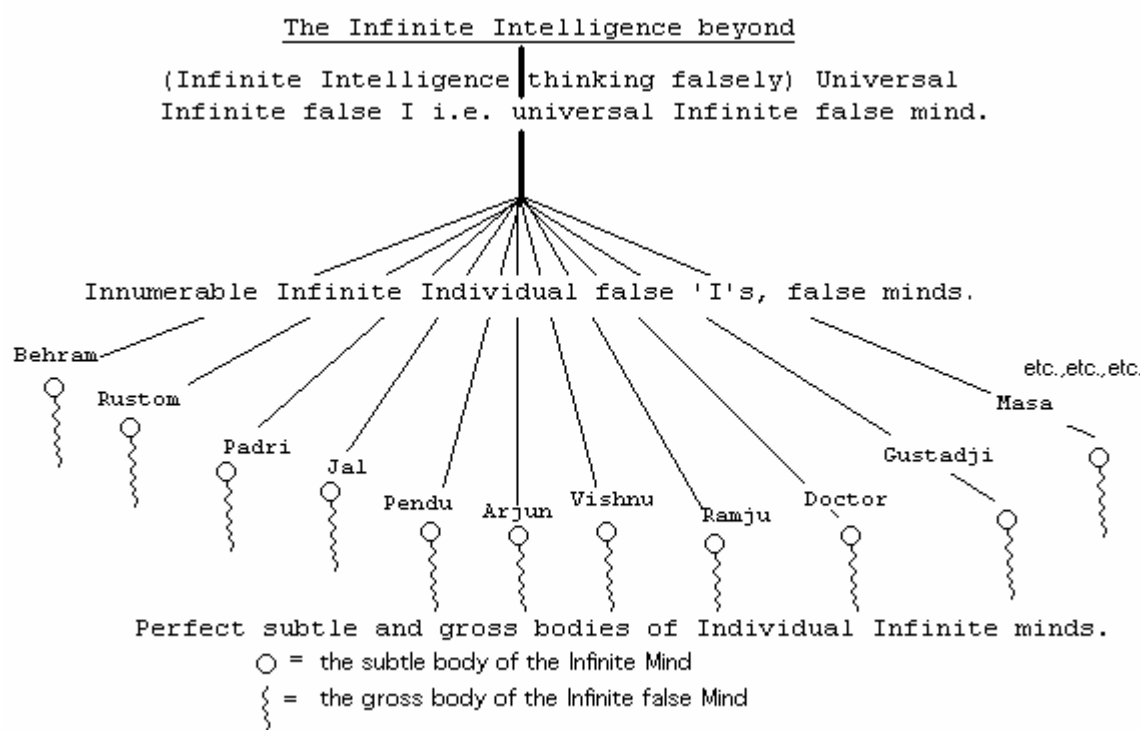 The Infinite Intelligence beyond
(Infinite Intelligence thinking falsely) Universal
Infinite false I i.e. universal Infinite false mind.
Innumerable Infinite Individual false 'I's, false minds.
Behram
etc.,etc.,etc.
Rustom
Masa
Padri
Jal
Gustadji
Pendu
Arjun
Vishnu
Ramju
Doctor
Perfect subtle and gross bodies of Individual Infinite minds.
= the subtle body of the Infinite Mind
= the gross body of the Infinite false Mind